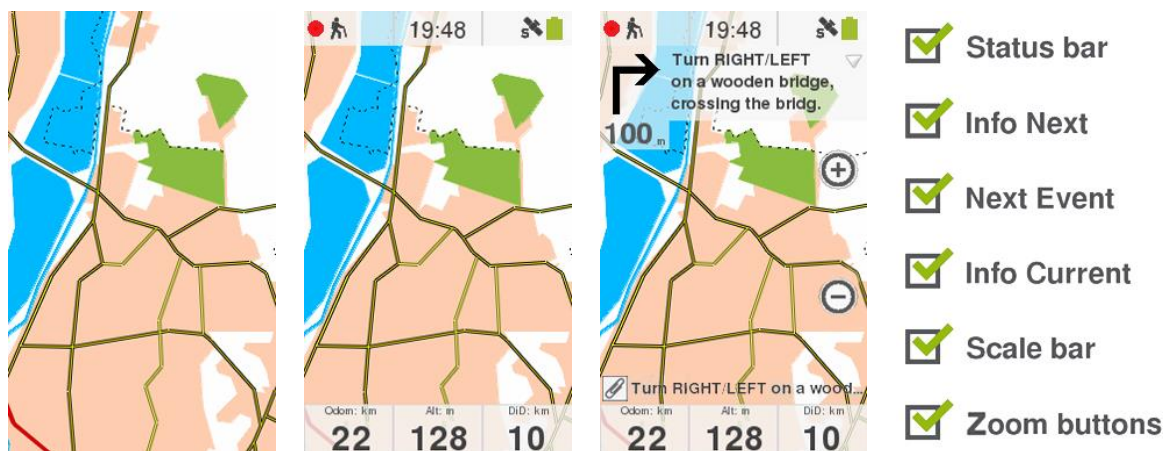 19:48
S
Odom: km
Alt: m
DiD: km
22
128
10
19:48
S
Turn RIGHT/LEFT
on a wooden bridge,
crossing the bridg.
100 m
Turn RIGHT/LEFT on a wood...
Odom: km
Alt: m
DiD: km
22
128
10
Status bar
Info Next
Next Event
Info Current
Scale bar
Zoom buttons